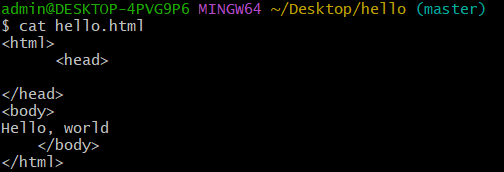 admin@DESKTOP-4PVG9P6 MINGW64 ~/Desktop/hello (master)
$ cat hello.html
<html>
      <head>

</head>
<body>
Hello, world
    </body>
</html>